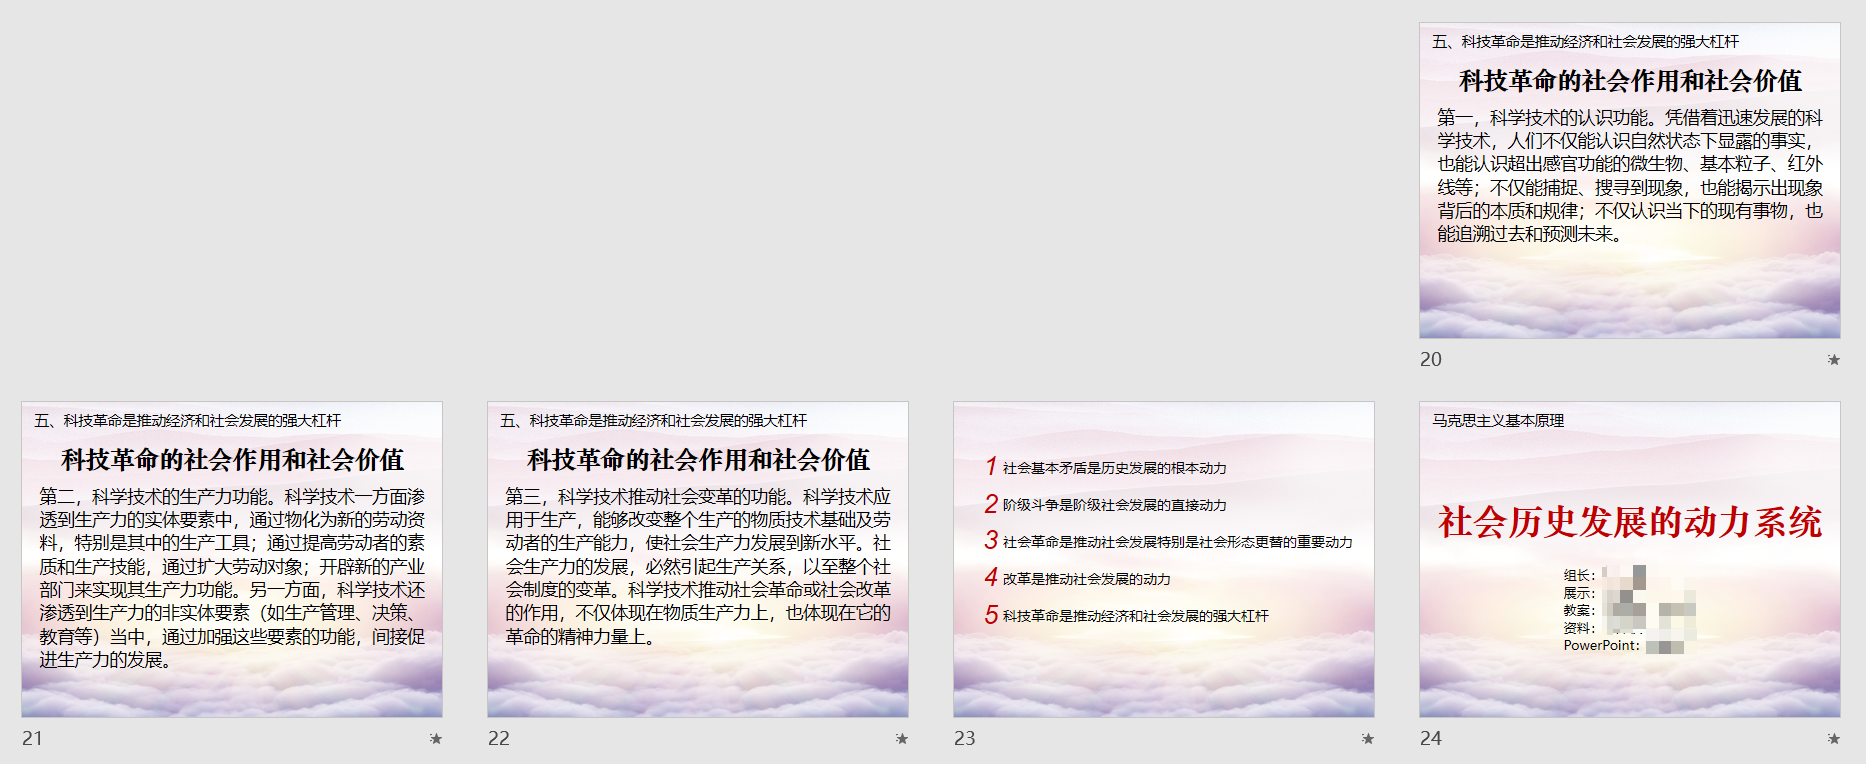 五、科技革命是推动经济和社会发展的强大杠杆
科技革命的社会作用和社会价值
第一，科学技术的认识功能。凭借着迅速发展的科
学技术，人们不仅能认识自然状态下显露的事实，
也能认识超出感官功能的微生物、基本粒子、红外
线等；不仅能捕捉、搜寻到现象，也能揭示出现象
背后的本质和规律；不仅认识当下的现有事物，也
能追溯过去和预测未来。
20
五、科技革命是推动经济和社会发展的强大杠杆
科技革命的社会作用和社会价值
第二，科学技术的生产力功能。科学技术一方面渗
透到生产力的实体要素中，通过物化为新的劳动资
料，特别是其中的生产工具；通过提高劳动者的素
质和生产技能，通过扩大劳动对象；开辟新的产业
部门来实现其生产力功能。另一方面，科学技术还
渗透到生产力的非实体要素（如生产管理、决策、
教育等）当中，通过加强这些要素的功能，间接促
进生产力的发展。
21
五、科技革命是推动经济和社会发展的强大杠杆
科技革命的社会作用和社会价值
第三，科学技术推动社会变革的功能。科学技术应
用于生产，能够改变整个生产的物质技术基础及劳
动者的生产能力，使社会生产力发展到新水平。社
会生产力的发展，必然引起生产关系，以至整个社
会制度的变革。科学技术推动社会革命或社会改革
的作用，不仅体现在物质生产力上，也体现在它的
革命的精神力量上。
22
1 社会基本矛盾是历史发展的根本动力
2 阶级斗争是阶级社会发展的直接动力
3 社会革命是推动社会发展特别是社会形态更替的重要动力
4 改革是推动社会发展的动力
5 科技革命是推动经济和社会发展的强大杠杆
23
马克思主义基本原理
社会历史发展的动力系统
组长：
展示：
教案：
资料：
PowerPoint：
24